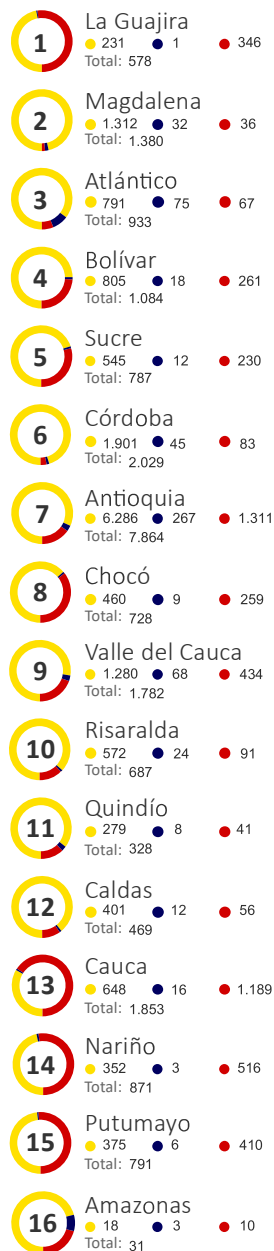 1
La Guajira
231 1 346
Total: 578
2
Magdalena
1.312 32 36
Total: 1.380
3
Atlántico
791 75 67
Total: 933
4
Bolívar
805 18 261
Total: 1.084
5
Sucre
545 12 230
Total: 787
6
Córdoba
1.901 45 83
Total: 2.029
7
Antioquia
6.286 267 1.311
Total: 7.864
8
Chocó
460 9 259
Total: 728
9
Valle del Cauca
1.280 68 434
Total: 1.782
10
Risaralda
572 24 91
Total: 687
11
Quindío
279 8 41
Total: 328
12
Caldas
401 12 56
Total: 469
13
Cauca
648 16 1.189
Total: 1.853
14
Nariño
352 3 516
Total: 871
15
Putumayo
375 6 410
Total: 791
16
Amazonas
18 3 10
Total: 31